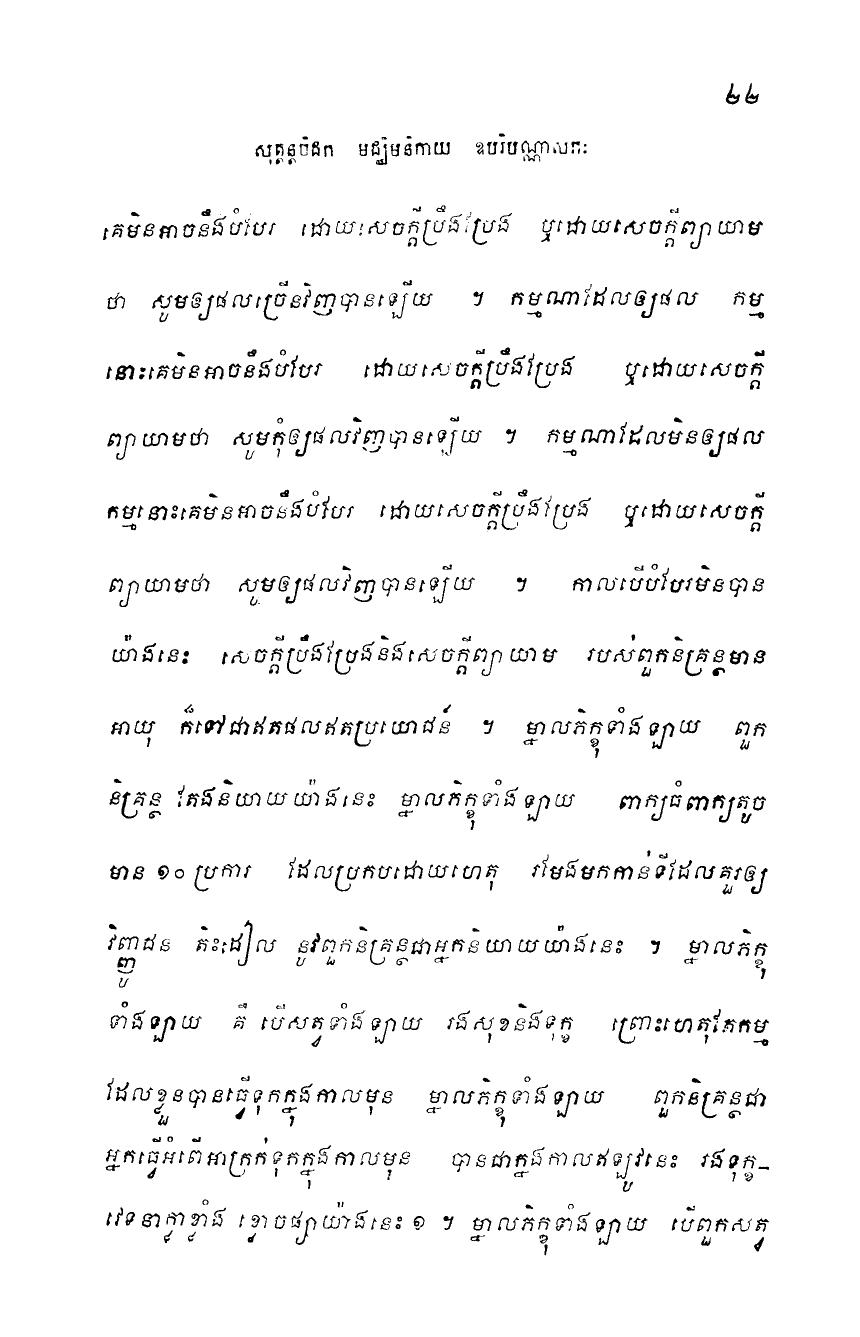 ២២
សុត្តន្តបិដក មជ្ឈិមនិកាយ ឧបរិបណ្ណាសកៈ
គេមិនអាចនឹងបំបែរ ដោយសេចក្តីប្រឹងប្រែង ឬដោយសេចក្តីព្យាយាម
ថា សូមឲ្យផលច្រើនវិញបានឡើយ ។ កម្មណាដែលឲ្យផល កម្ម
នោះគេមិនអាចនឹងបំបែរ ដោយសេចក្តីប្រឹងប្រែង ឬដោយសេចក្តី
ព្យាយាមថា សូមកុំឲ្យផលវិញបានឡើយ ។ កម្មណាដែលមិនឲ្យផល
កម្មនោះគេមិនអាចនឹងបំបែរ ដោយសេចក្តីប្រឹងប្រែង ឬដោយសេចក្តី
ព្យាយាមថា សូមឲ្យផលវិញបានឡើយ ។ កាលបើបំបែរមិនបាន
យ៉ាងនេះ សេចក្តីប្រឹងប្រែងនិងសេចក្តីព្យាយាម របស់ពួកនិគ្រន្ថមាន
អាយុ ក៏ទៅជាឥតផលឥតប្រយោជន៍ ។ ម្នាលភិក្ខុទាំងឡាយ ពួក
និគ្រន្ថ តែងនិយាយយ៉ាងនេះ ម្នាលភិក្ខុទាំងឡាយ ពាក្យធំពាក្យតូច
មាន ១០ ប្រការ ដែលប្រកបដោយហេតុ រមែងមកកាន់ទីដែលគួរឲ្យ
វិញ្ញូជន តិះដៀល នូវពួកនិគ្រន្ថជាអ្នកនិយាយយ៉ាងនេះ ។ ម្នាលភិក្ខុ
ទាំងឡាយ គឺ បើសត្វទាំងឡាយ រងសុខនិងទុក្ខ ព្រោះហេតុតែកម្ម
ដែលខ្លួនបានធ្វើទុកក្នុងកាលមុន ម្នាលភិក្ខុទាំងឡាយ ពួកនិគ្រន្ថជា
អ្នកធ្វើអំពើអាក្រក់ទុកក្នុងកាលមុន បានជាក្នុងកាលឥឡូវនេះ រងទុក្ខ–
វេទនាក្លាខ្លាំង ខ្លោចផ្សាយ៉ាងនេះ ១ ។ ម្នាលភិក្ខុទាំងឡាយ បើពួកសត្វ